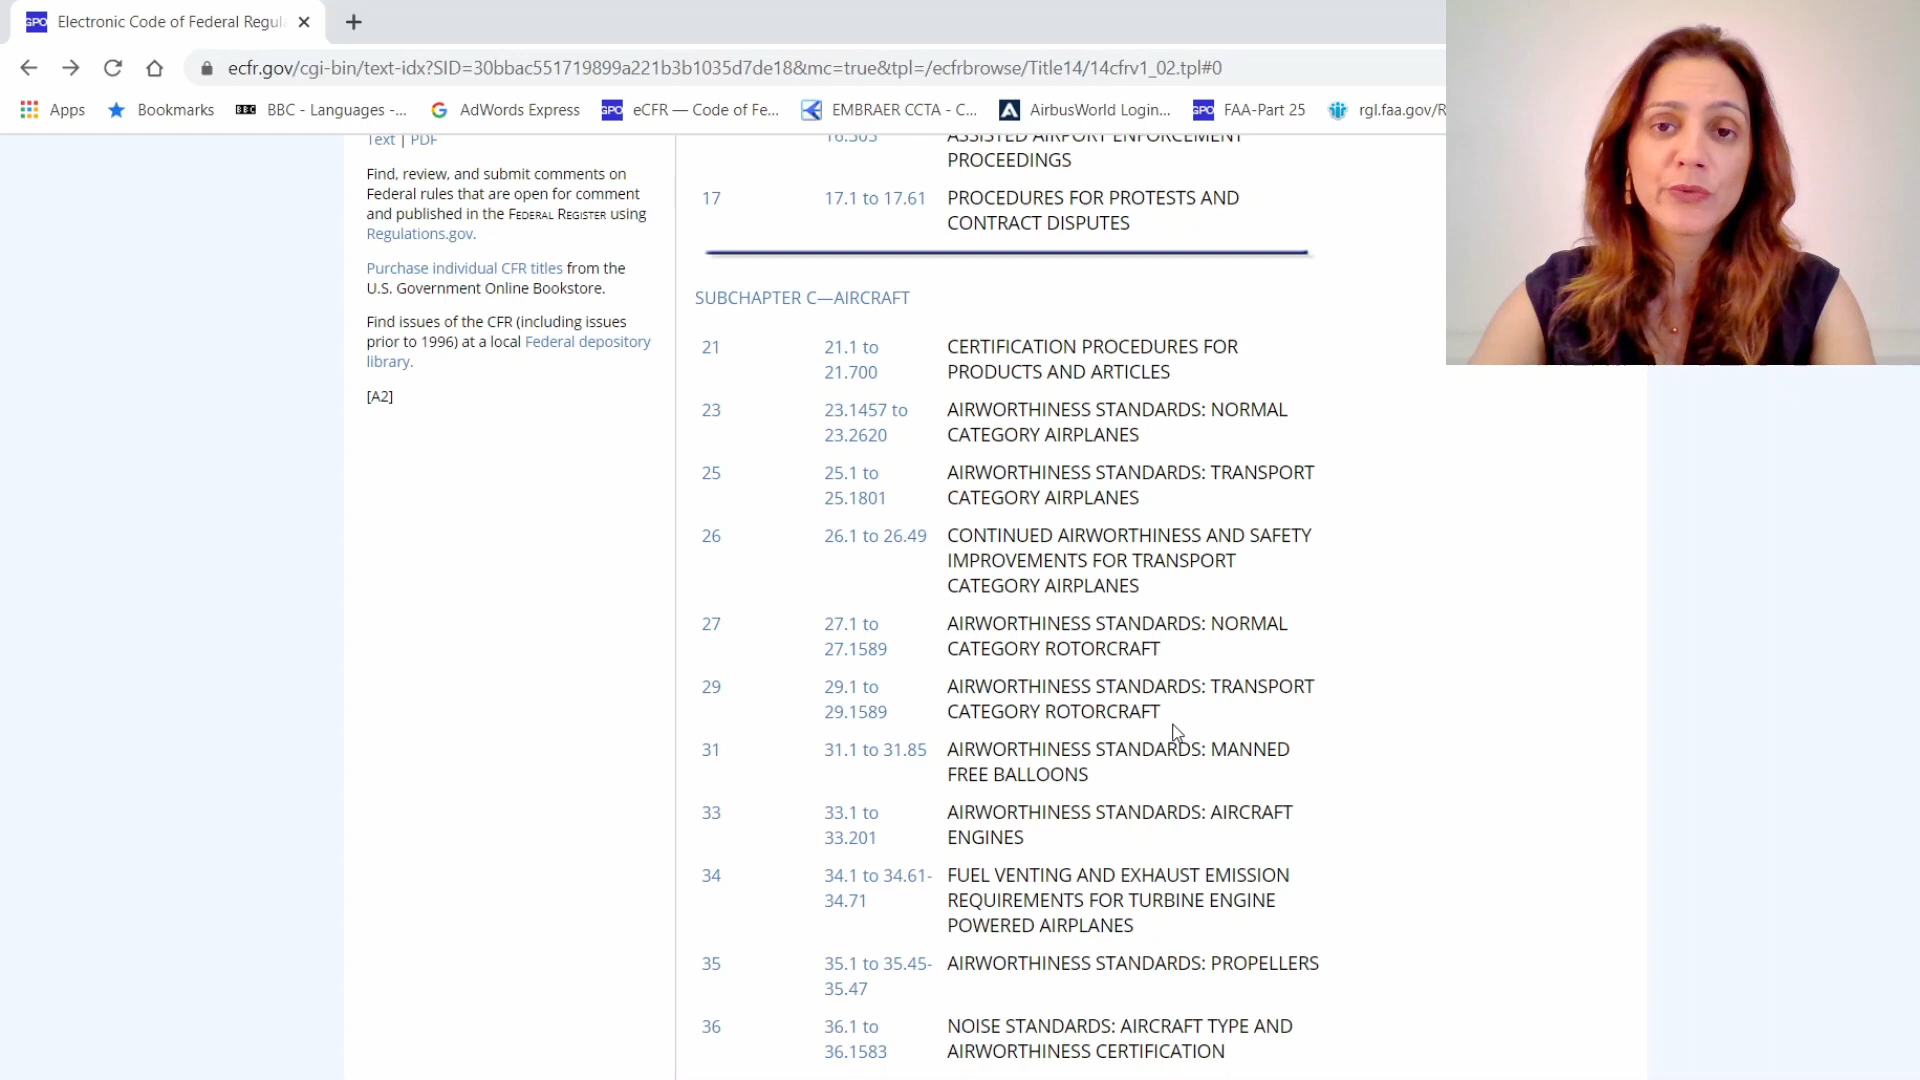 GPO Electronic Code of Federal Regul
ecfr.gov/cgi-bin/text-idx?SID=30bbac551719899a221b3b1035d7de18&mc=true&tpl=/ecfrbrowse/Title14/14cfrv1_02.tpl#0
Apps Bookmarks BBC BBC - Languages -... AdWords Express GPO eCFR — Code of Fe... EMBRAER CCTA - C... AirbusWorld Login... GPO FAA-Part 25 rgl.faa.gov/R
Text | PDF
Find, review, and submit comments on
Federal rules that are open for comment
and published in the FEDERAL REGISTER using
Regulations.gov.
Purchase individual CFR titles from the
U.S. Government Online Bookstore.
Find issues of the CFR (including issues
prior to 1996) at a local Federal depository
library.
[A2]
16.303 ASSISTED AIRPORT ENFORCEMENT
PROCEEDINGS
17 17.1 to 17.61 PROCEDURES FOR PROTESTS AND
CONTRACT DISPUTES
SUBCHAPTER C—AIRCRAFT
21 21.1 to CERTIFICATION PROCEDURES FOR
21.700 PRODUCTS AND ARTICLES
23 23.1457 to AIRWORTHINESS STANDARDS: NORMAL
23.2620 CATEGORY AIRPLANES
25 25.1 to AIRWORTHINESS STANDARDS: TRANSPORT
25.1801 CATEGORY AIRPLANES
26 26.1 to 26.49 CONTINUED AIRWORTHINESS AND SAFETY
IMPROVEMENTS FOR TRANSPORT
CATEGORY AIRPLANES
27 27.1 to AIRWORTHINESS STANDARDS: NORMAL
27.1589 CATEGORY ROTORCRAFT
29 29.1 to AIRWORTHINESS STANDARDS: TRANSPORT
29.1589 CATEGORY ROTORCRAFT
31 31.1 to 31.85 AIRWORTHINESS STANDARDS: MANNED
FREE BALLOONS
33 33.1 to AIRWORTHINESS STANDARDS: AIRCRAFT
33.201 ENGINES
34 34.1 to 34.61- FUEL VENTING AND EXHAUST EMISSION
34.71 REQUIREMENTS FOR TURBINE ENGINE
POWERED AIRPLANES
35 35.1 to 35.45- AIRWORTHINESS STANDARDS: PROPELLERS
35.47
36 36.1 to NOISE STANDARDS: AIRCRAFT TYPE AND
36.1583 AIRWORTHINESS CERTIFICATION